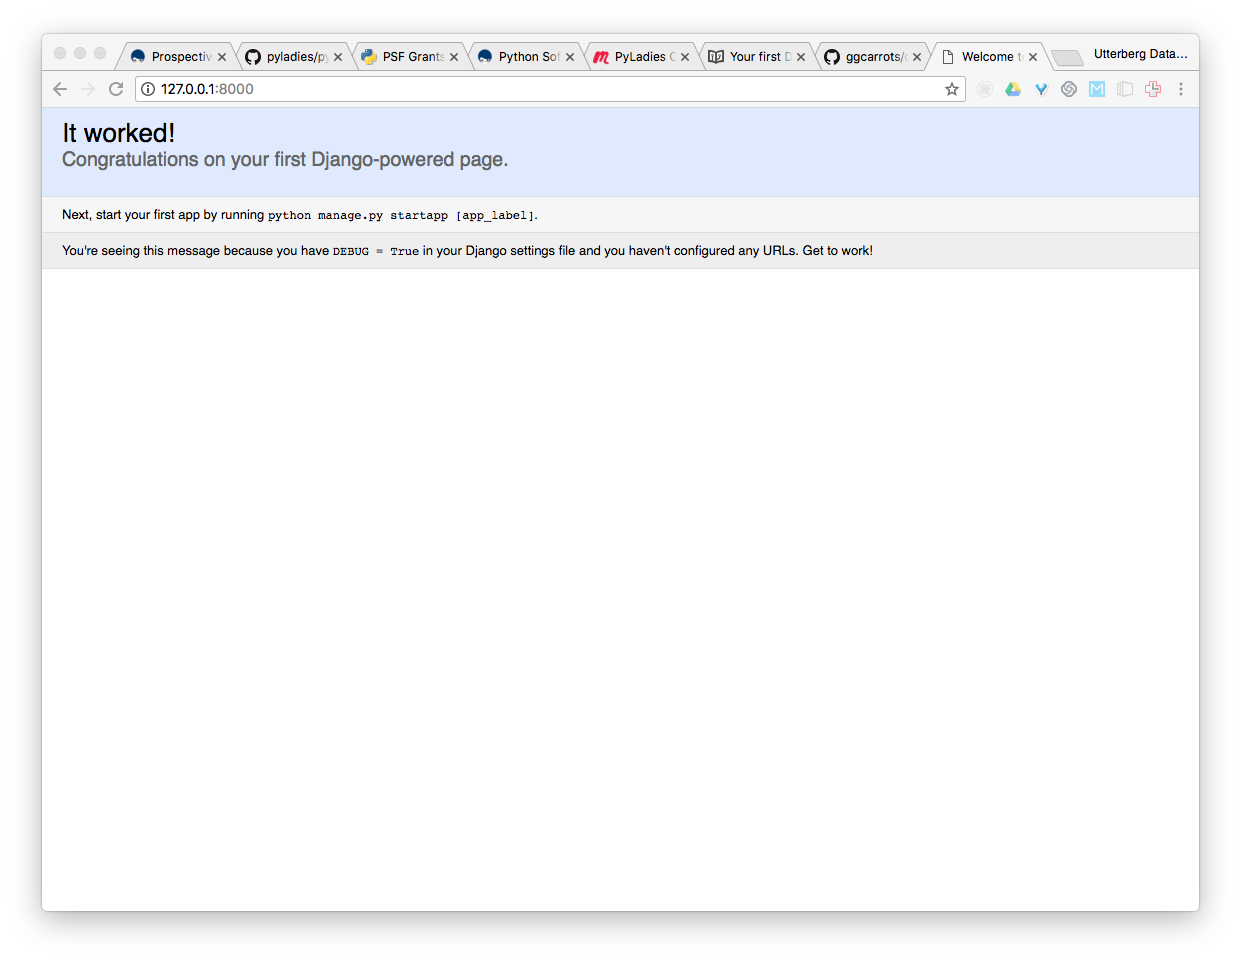 Prospectiv
pyladies/py
PSF Grants
Python Sof
PyLadies C
Your first D
ggcarrots/d
Welcome to
Utterberg Data...
127.0.0.1:8000
It worked!
Congratulations on your first Django-powered page.
Next, start your first app by running python manage.py startapp [app_label].
You're seeing this message because you have DEBUG = True in your Django settings file and you haven't configured any URLs. Get to work!